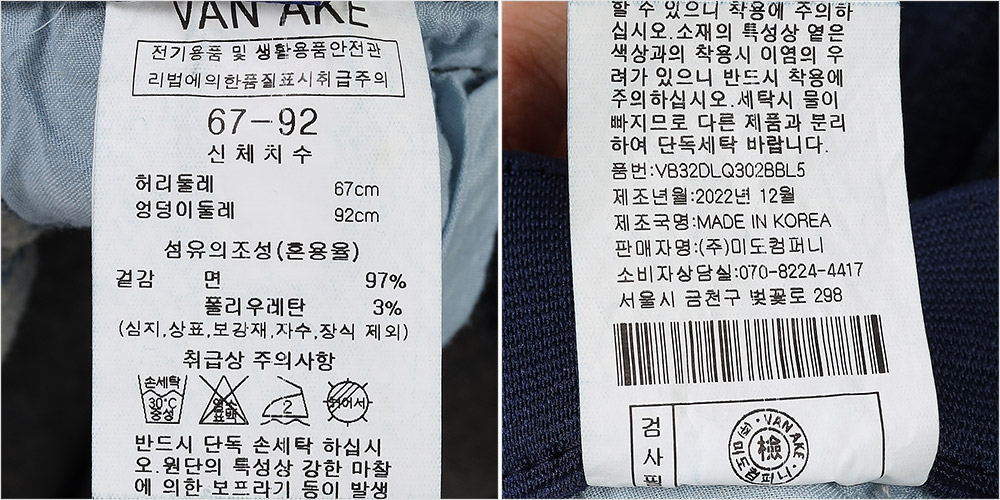 VAN AKE
전기용품 및 생활용품안전관
리법에의한품질표시취급주의
67-92
신체치수
허리둘레 67cm
엉덩이둘레 92cm
섬유의조성(혼용율)
겉감 면 97%
폴리우레탄 3%
(심지,상표,보강재,자수,장식 제외)
취급상 주의사항
손세탁
30℃
중성
염소
표백
2
드라이
반드시 단독 손세탁 하십시
오.원단의 특성상 강한 마찰
에 의한 보프라기 등이 발생
할 수 있으니 착용에 주의하
십시오.소재의 특성상 옅은
색상과의 착용시 이염의 우
려가 있으니 반드시 착용에
주의하십시오.세탁시 물이
빠지므로 다른 제품과 분리
하여 단독세탁 바랍니다.
품번:VB32DLQ302BBL5
제조년월:2022년 12월
제조국명:MADE IN KOREA
판매자명:(주)미도컴퍼니
소비자상담실:070-8224-4417
서울시 금천구 벚꽃로 298
검
사
필
VAN AKE
檢
(주)미도컴퍼니